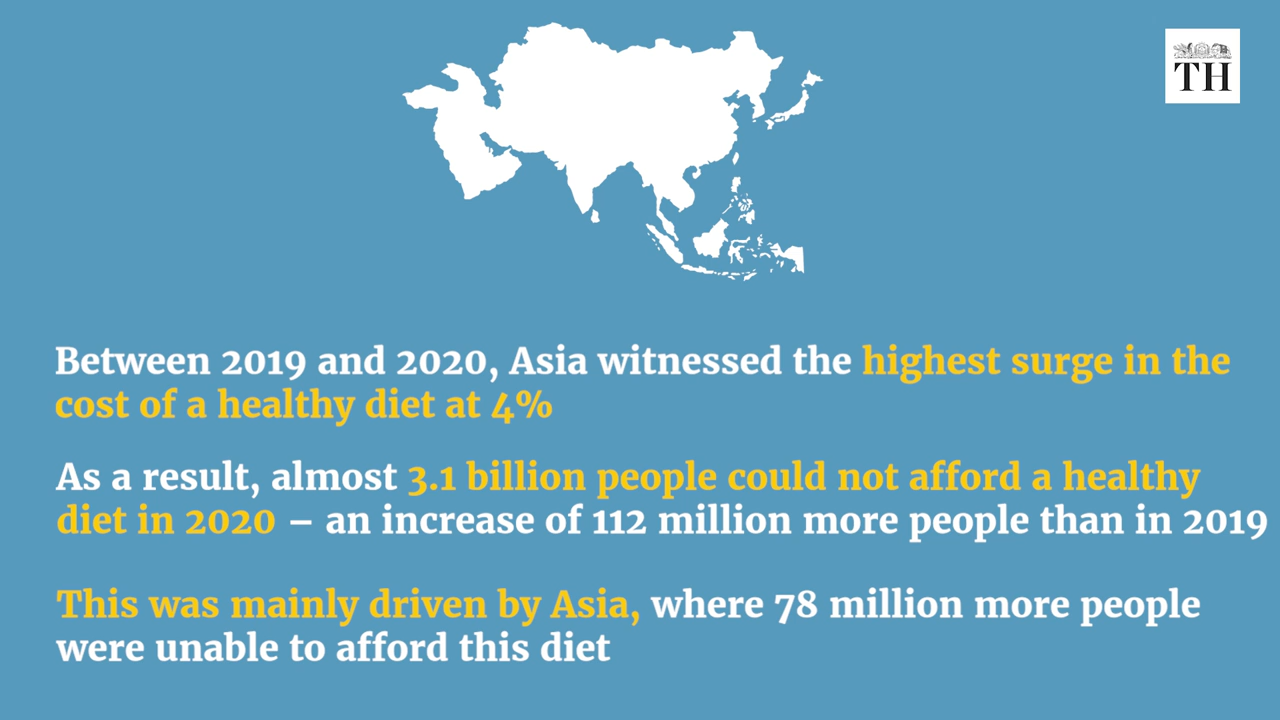 TH
Between 2019 and 2020, Asia witnessed the highest surge in the
cost of a healthy diet at 4%
As a result, almost 3.1 billion people could not afford a healthy
diet in 2020 – an increase of 112 million more people than in 2019
This was mainly driven by Asia, where 78 million more people
were unable to afford this diet